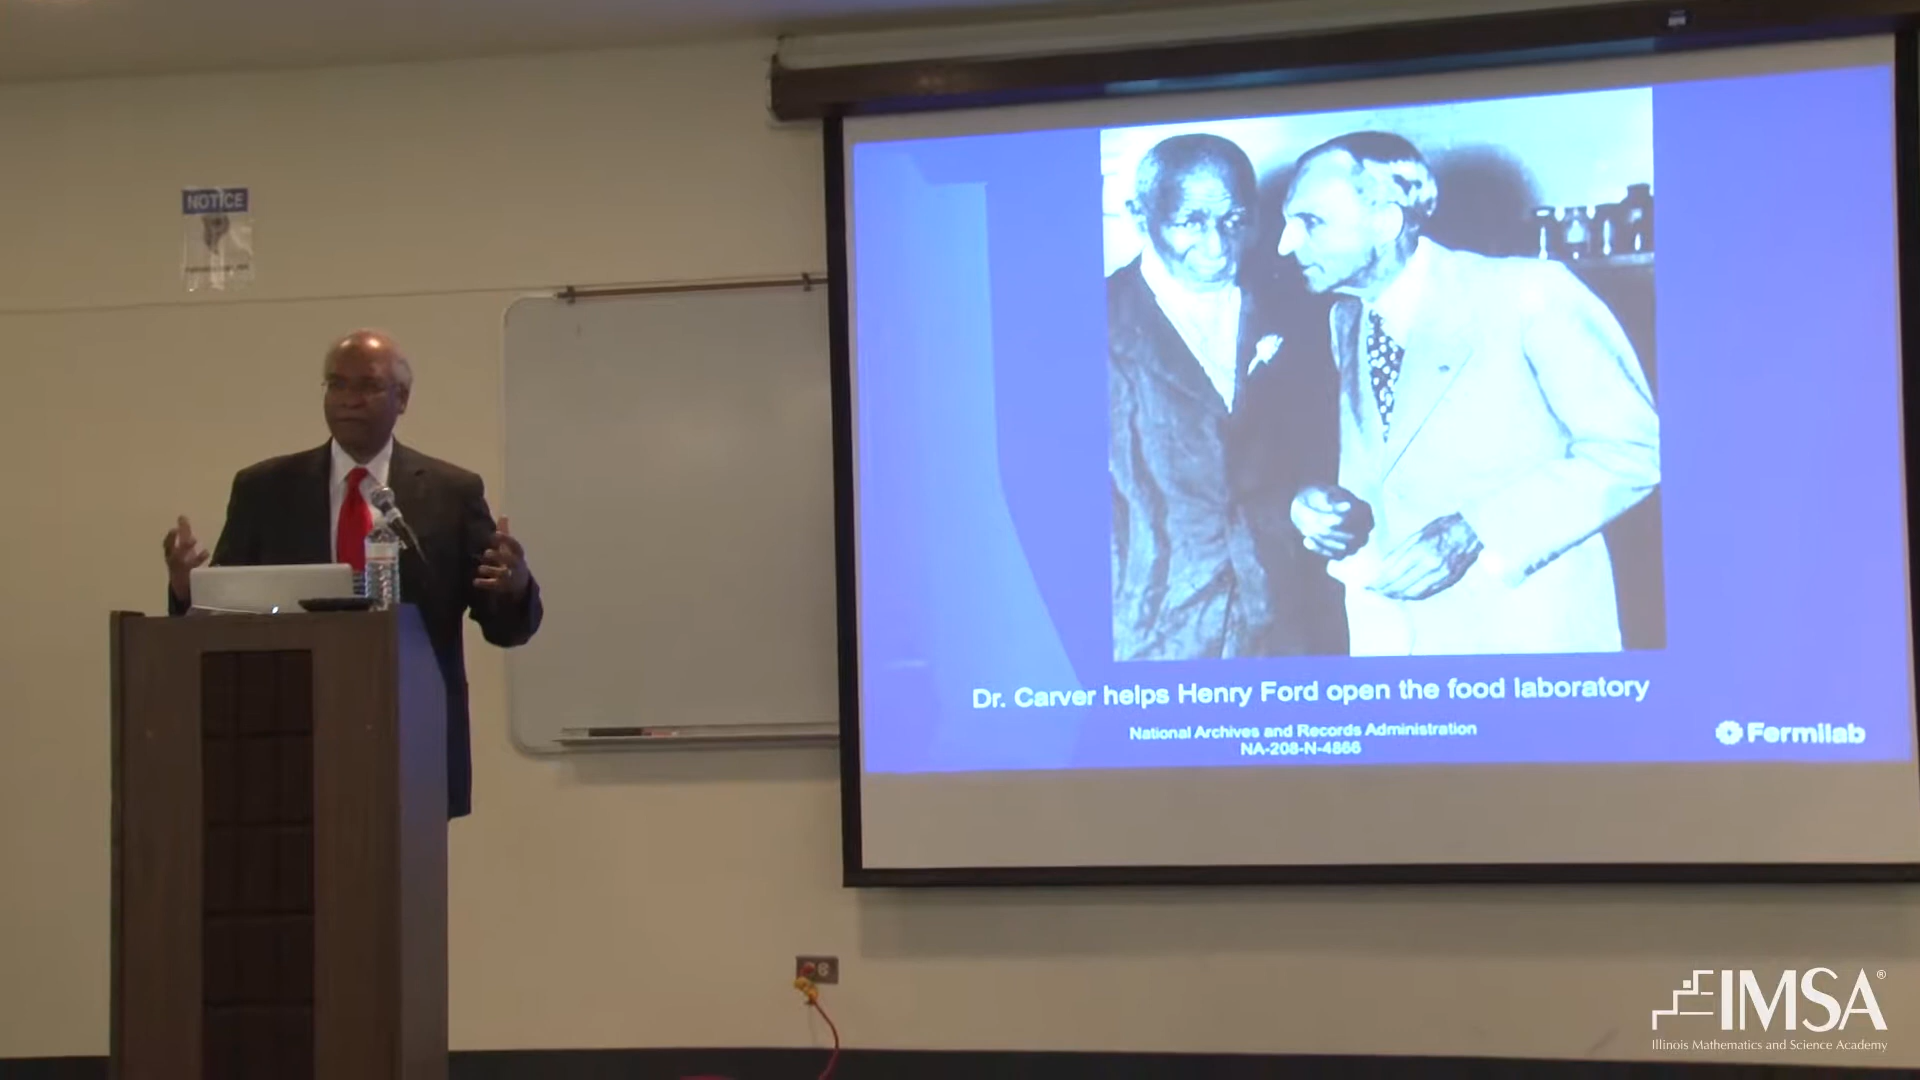 NOTICE
Dr. Carver helps Henry Ford open the food laboratory
National Archives and Records Administration
NA-208-N-4866
Fermilab
IMSA®
Illinois Mathematics and Science Academy